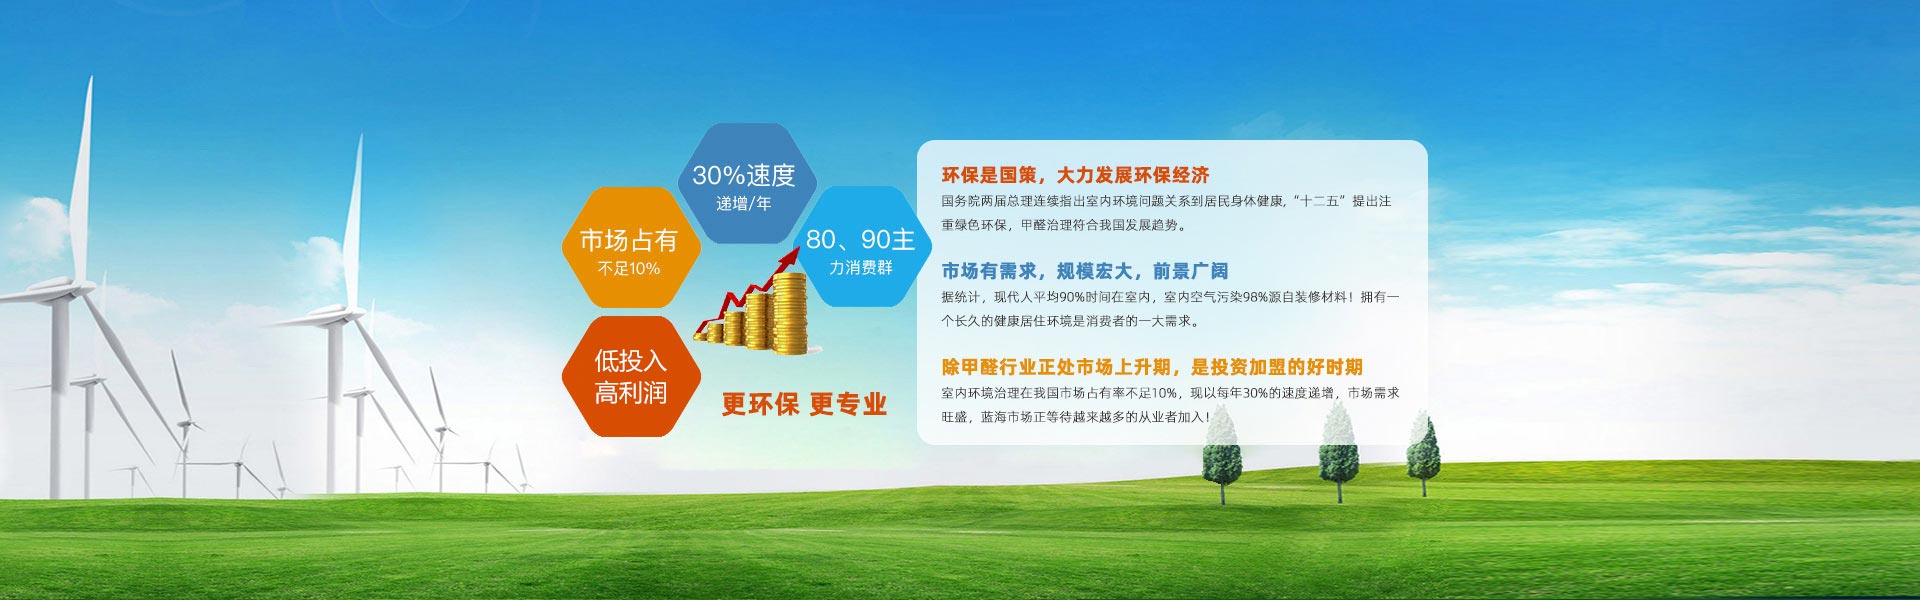 30%速度
递增/年
市场占有
不足10%
80、90主
力消费群
低投入
高利润
更环保 更专业
环保是国策，大力发展环保经济
国务院两届总理连续指出室内环境问题关系到居民身体健康,“十二五”提出注
重绿色环保，甲醛治理符合我国发展趋势。
市场有需求，规模宏大，前景广阔
据统计，现代人平均90%时间在室内，室内空气污染98%源自装修材料！拥有一
个长久的健康居住环境是消费者的一大需求。
除甲醛行业正处市场上升期，是投资加盟的好时期
室内环境治理在我国市场占有率不足10%，现以每年30%的速度递增，市场需求
旺盛，蓝海市场正等待越来越多的从业者加入！